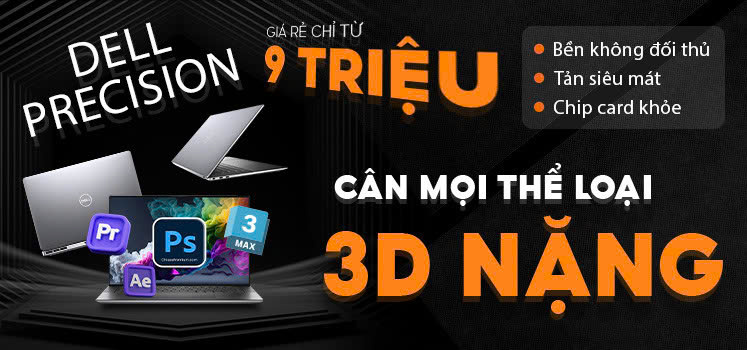 DELL
PRECISION
GIÁ RẺ CHỈ TỪ
9 TRIỆU
Bền không đối thủ
Tản siêu mát
Chip card khỏe
CÂN MỌI THỂ LOẠI
3D NẶNG
DELL
Pr
Ps
3
MAX
Ae